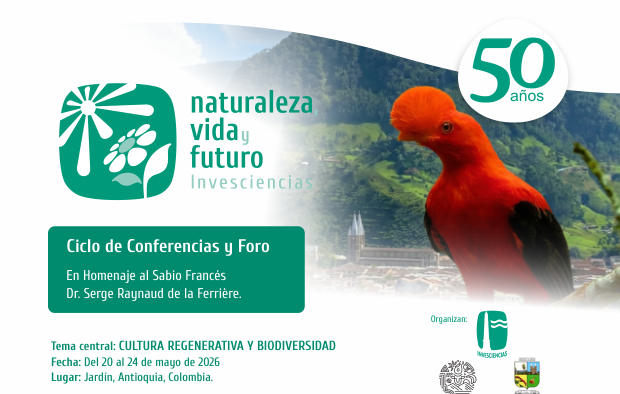 50
años
naturaleza
vida y
futuro
Invesciencias
Ciclo de Conferencias y Foro
En Homenaje al Sabio Francés
Dr. Serge Raynaud de la Ferrière.
Organizan:
INVESCIENCIAS
Tema central: CULTURA REGENERATIVA Y BIODIVERSIDAD
Fecha: Del 20 al 24 de mayo de 2026
Lugar: Jardín, Antioquia, Colombia.